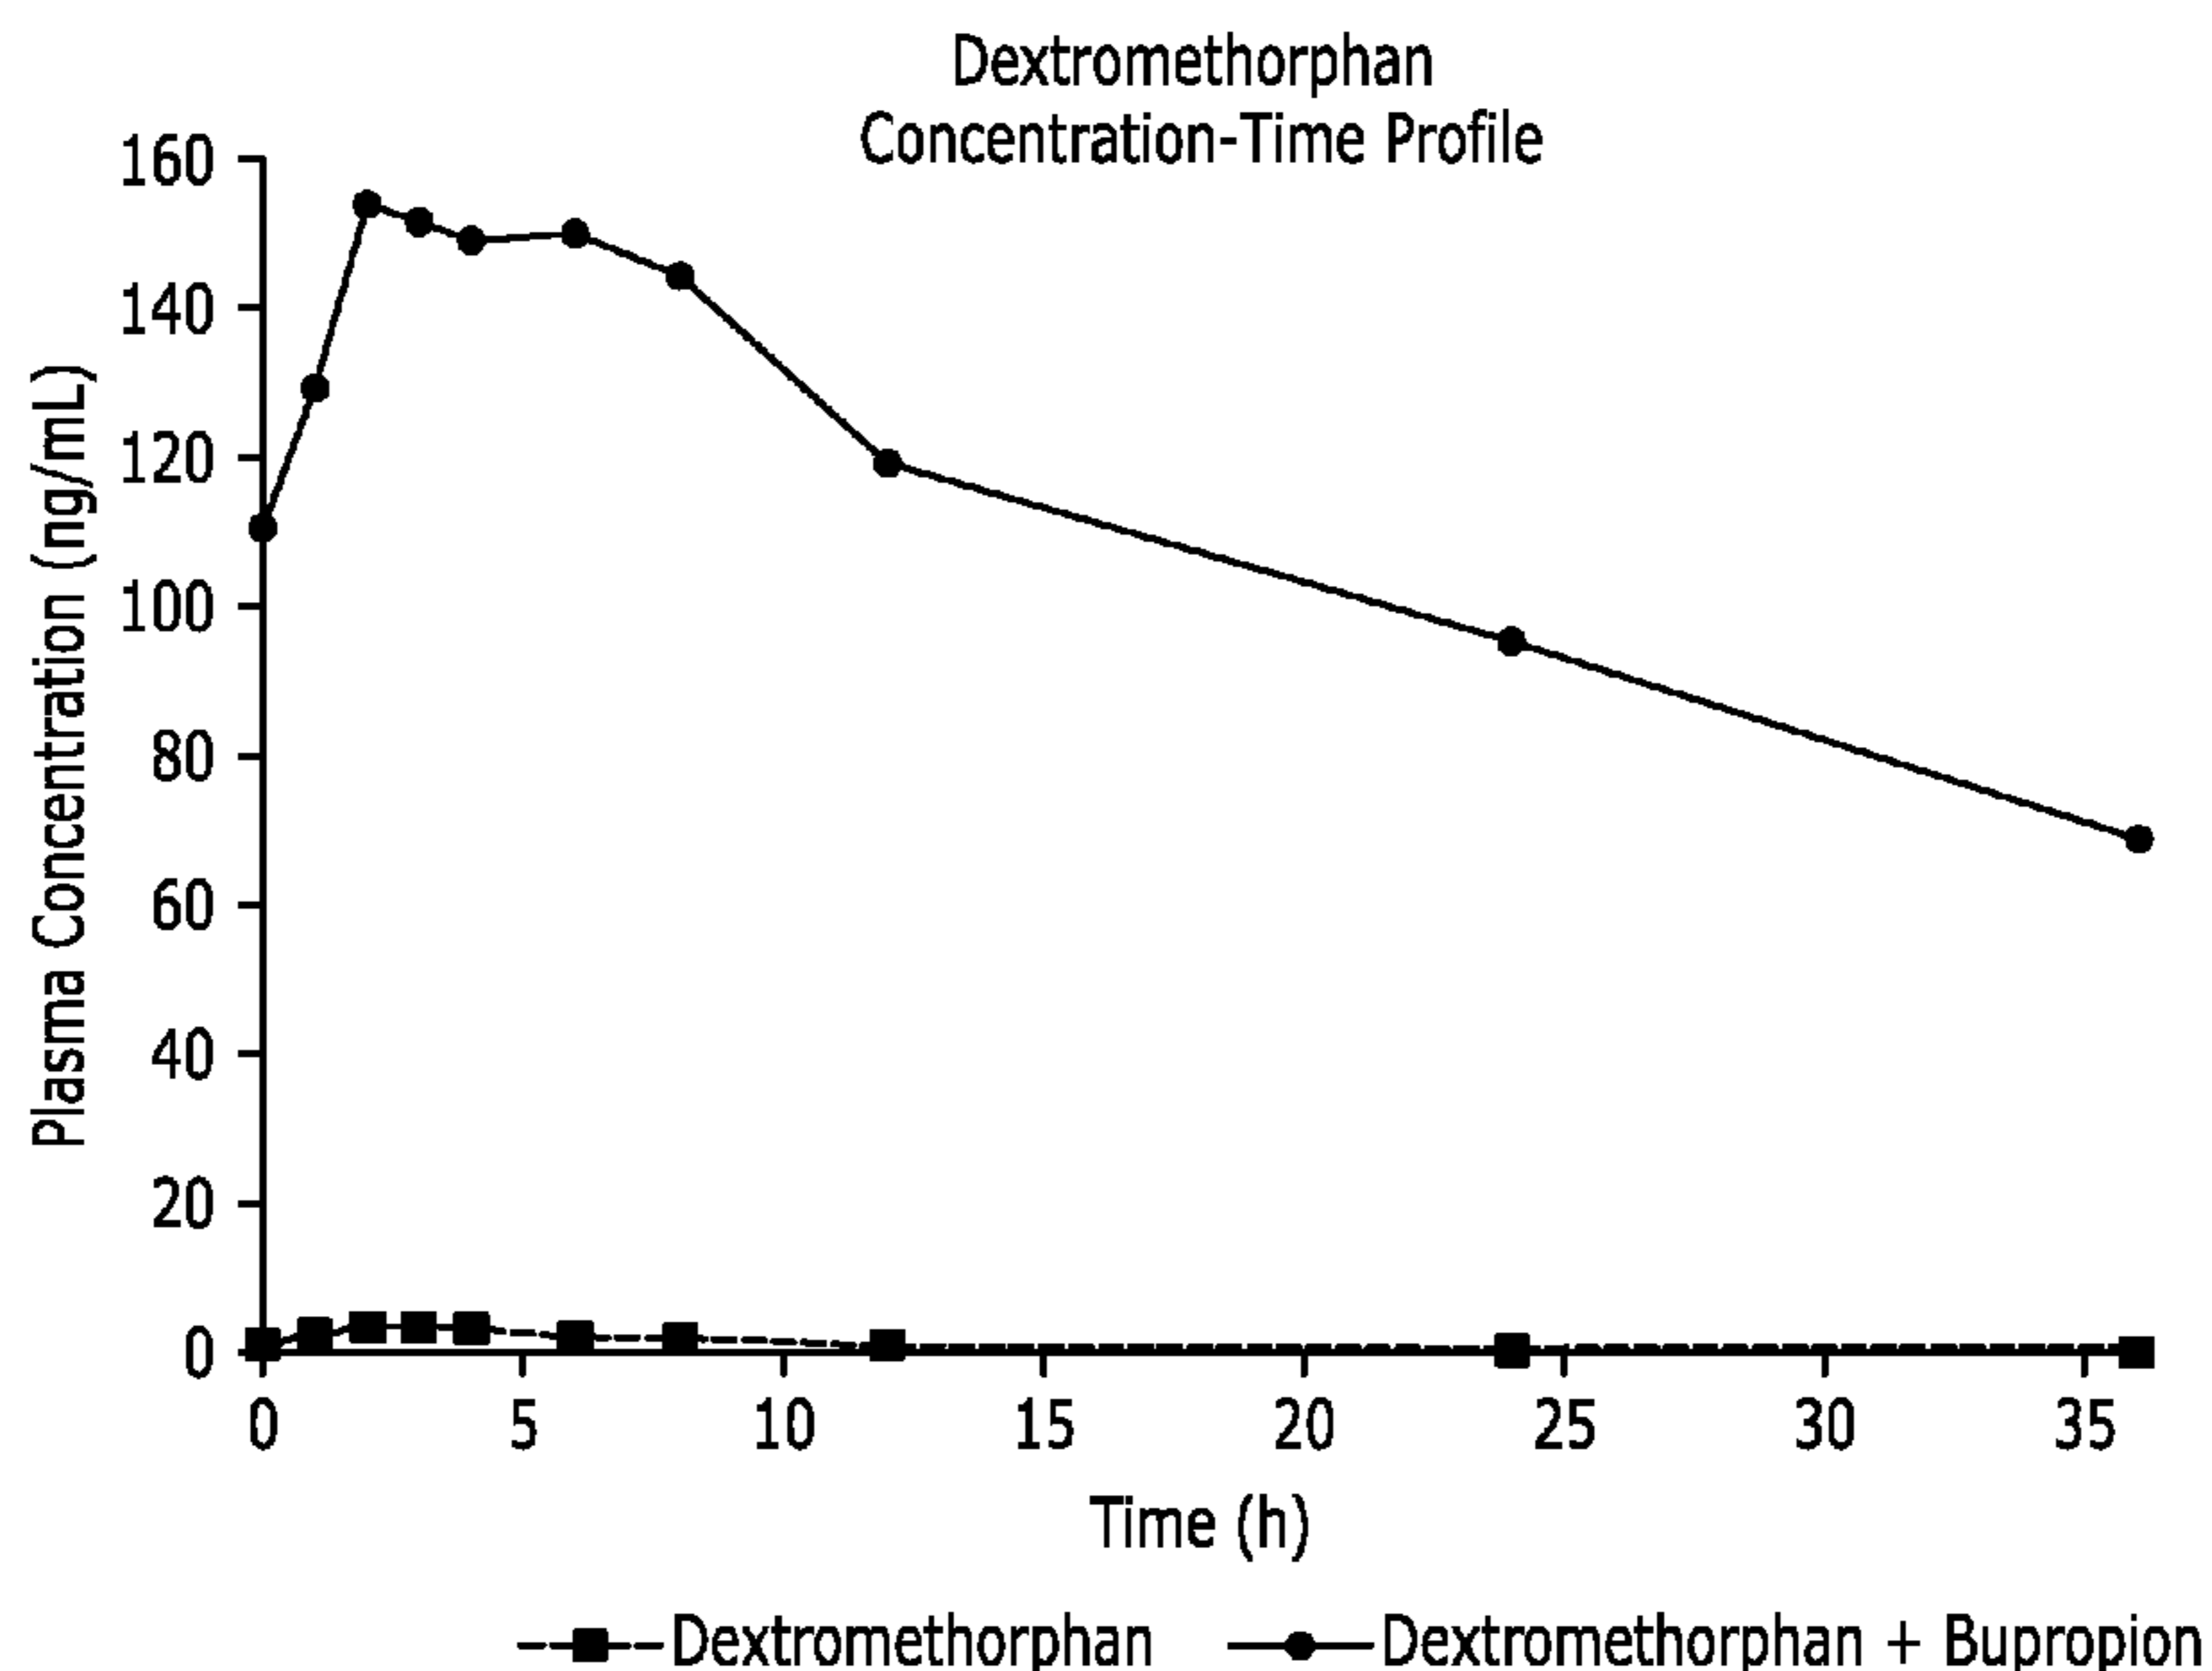 Dextromethorphan
Concentration-Time Profile
Plasma Concentration (ng/mL)
160
140
120
100
80
60
40
20
0
0 5 10 15 20 25 30 35
Time (h)
Dextromethorphan Dextromethorphan + Bupropion